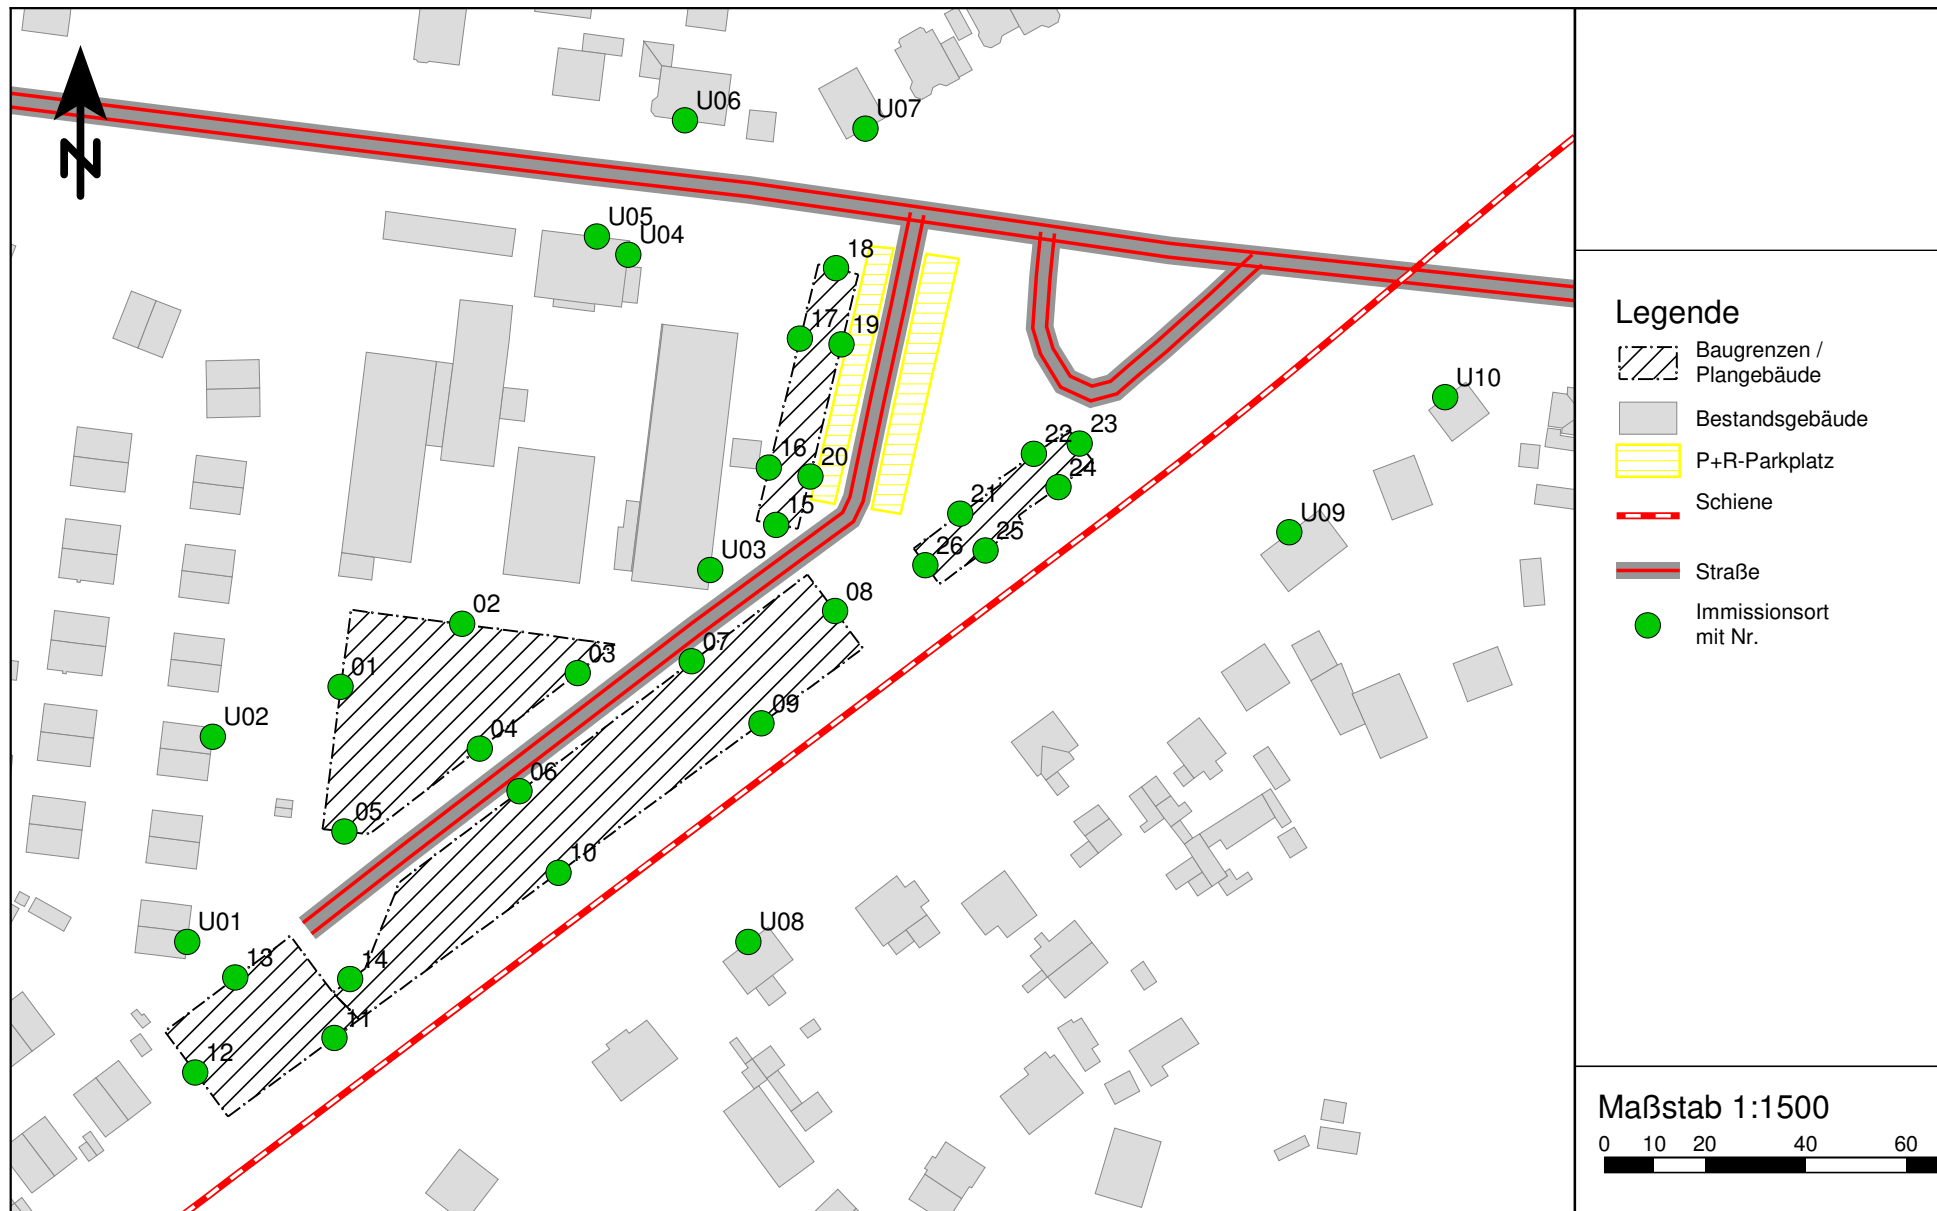 U06
U07
U05
U04
18
17
19
16
20
15
U03
22
23
24
21
25
26
U10
U09
02
08
03
07
01
09
U02
04
06
05
10
U01
13
14
11
12
U08
N
Legende
Baugrenzen /
Plangebäude
Bestandsgebäude
P+R-Parkplatz
Schiene
Straße
Immissionsort
mit Nr.
Maßstab 1:1500
0 10 20 40 60